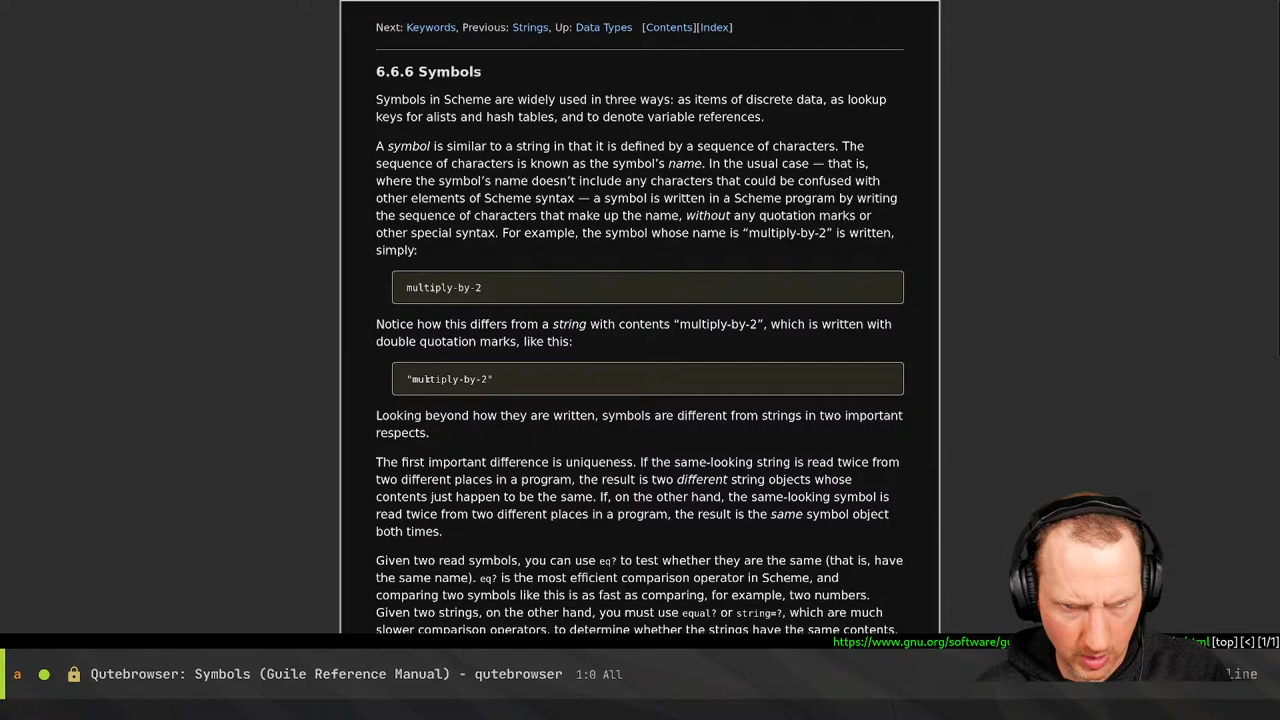 Next: Keywords, Previous: Strings, Up: Data Types [Contents][Index]
6.6.6 Symbols
Symbols in Scheme are widely used in three ways: as items of discrete data, as lookup
keys for alists and hash tables, and to denote variable references.
A symbol is similar to a string in that it is defined by a sequence of characters. The
sequence of characters is known as the symbol’s name. In the usual case — that is,
where the symbol’s name doesn’t include any characters that could be confused with
other elements of Scheme syntax — a symbol is written in a Scheme program by writing
the sequence of characters that make up the name, without any quotation marks or
other special syntax. For example, the symbol whose name is “multiply-by-2” is written,
simply:
multiply-by-2
Notice how this differs from a string with contents “multiply-by-2”, which is written with
double quotation marks, like this:
"multiply-by-2"
Looking beyond how they are written, symbols are different from strings in two important
respects.
The first important difference is uniqueness. If the same-looking string is read twice from
two different places in a program, the result is two different string objects whose
contents just happen to be the same. If, on the other hand, the same-looking symbol is
read twice from two different places in a program, the result is the same symbol object
both times.
Given two read symbols, you can use eq? to test whether they are the same (that is, have
the same name). eq? is the most efficient comparison operator in Scheme, and
comparing two symbols like this is as fast as comparing, for example, two numbers.
Given two strings, on the other hand, you must use equal? or string=?, which are much
slower comparison operators, to determine whether the strings have the same contents.
https://www.gnu.org/software/gu [top] [<] [1/1]
a Qutebrowser: Symbols (Guile Reference Manual) - qutebrowser 1:0 All